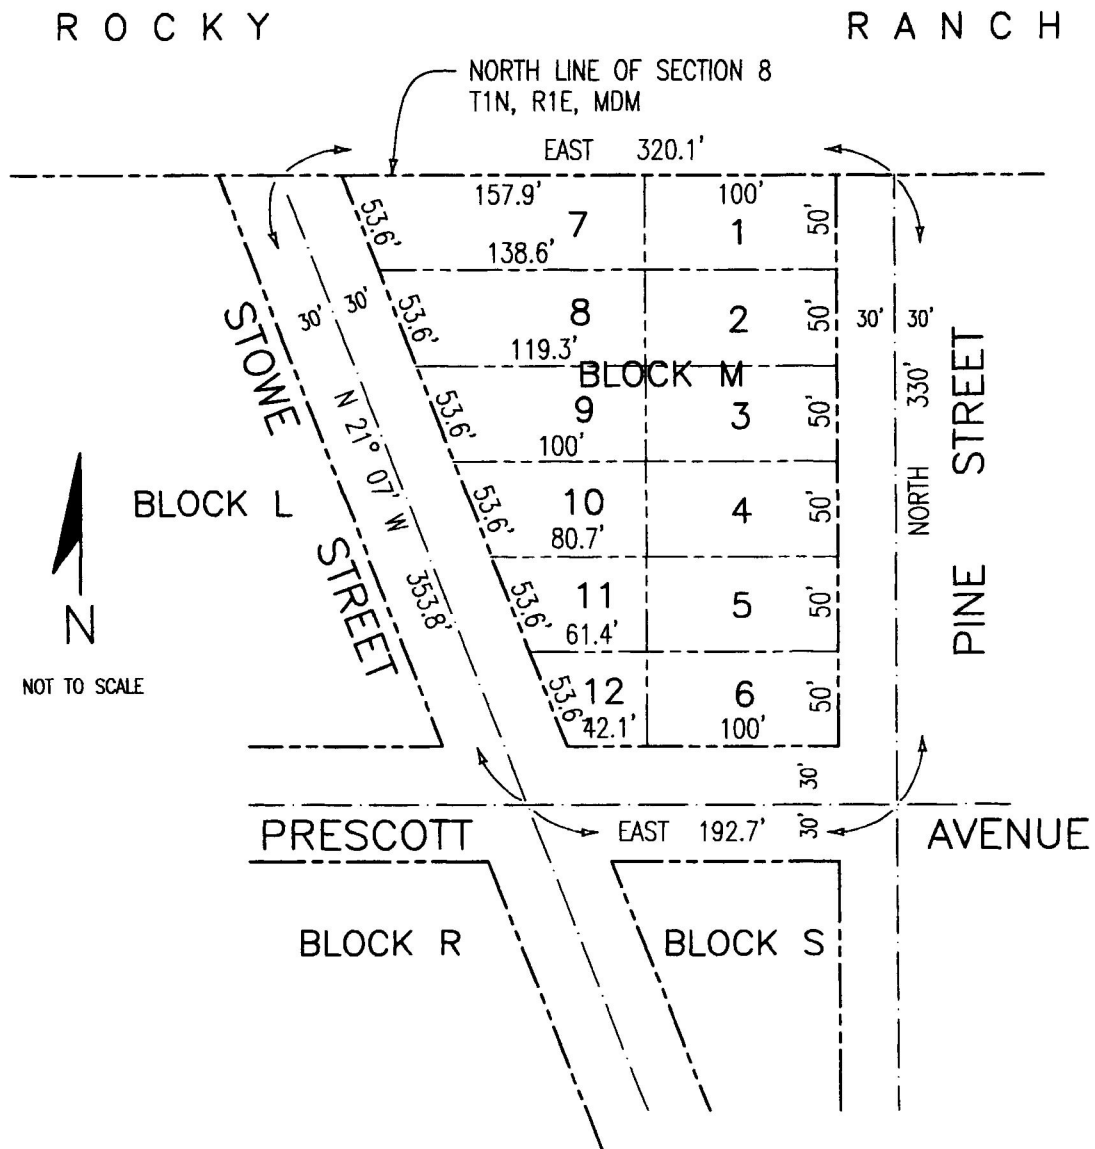 ROCKY RANCH
NORTH LINE OF SECTION 8
T1N, R1E, MDM
EAST 320.1'
157.9' 100'
53.6' 7 1 50'
138.6'
30' 30' 53.6' 8 2 50' 30' 30'
119.3'
BLOCK M
STOWE STREET
N 21° 07' W 353.8'
53.6' 9 3 50'
100'
NORTH 330'
PINE STREET
BLOCK L
53.6' 10 4 50'
80.7'
N
NOT TO SCALE
53.6' 11 5 50'
61.4'
53.6' 12 6 50'
42.1' 100'
30'
30'
EAST 192.7'
PRESCOTT AVENUE
BLOCK R BLOCK S